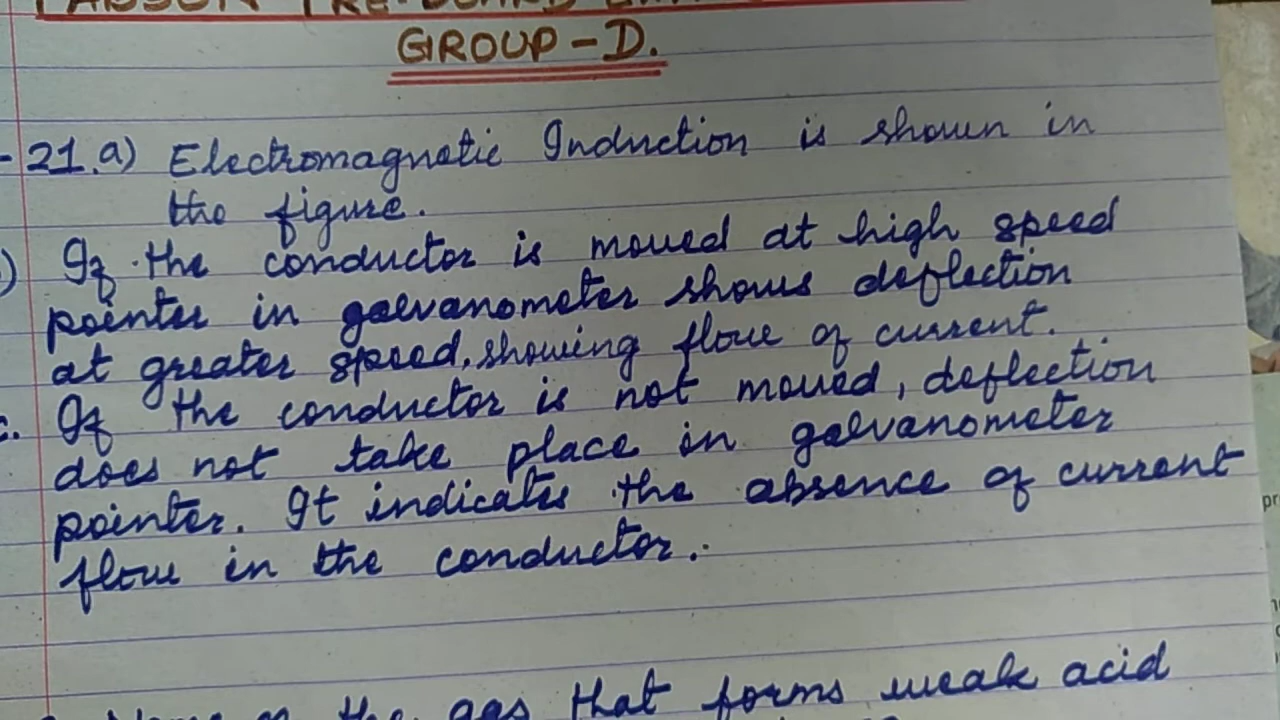 GROUP-D.
21.a) Electromagnetic Induction is shown in
the figure.
) If the conductor is moved at high speed
pointer in galvanometer shows deflection
at greater speed, showing flow of current.
c. If the conductor is not moved, deflection
does not take place in galvanometer
pointer. It indicates the absence of current
flow in the conductor.
the gas that forms weak acid